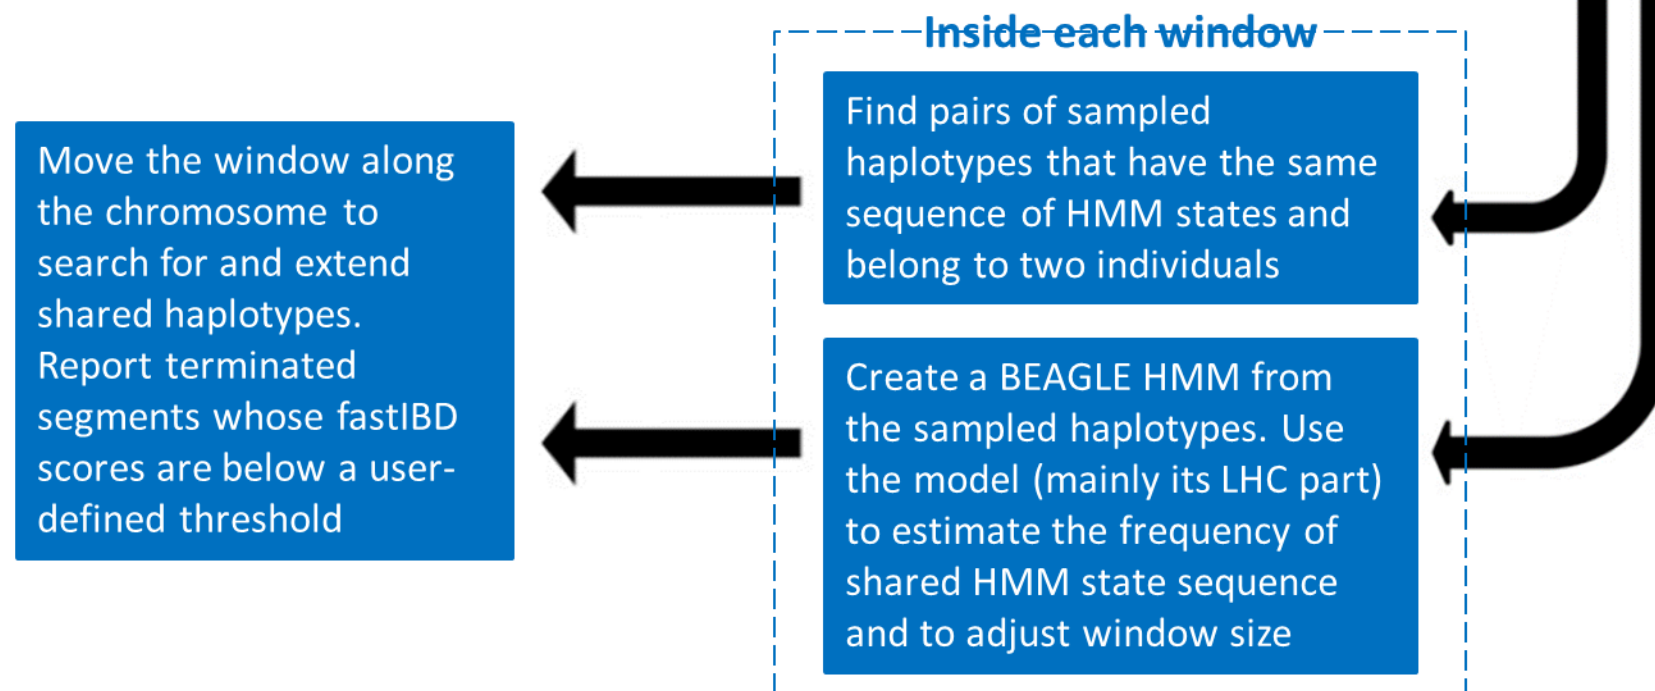 Inside each window
Find pairs of sampled
haplotypes that have the same
sequence of HMM states and
belong to two individuals
Create a BEAGLE HMM from
the sampled haplotypes. Use
the model (mainly its LHC part)
to estimate the frequency of
shared HMM state sequence
and to adjust window size
Move the window along
the chromosome to
search for and extend
shared haplotypes.
Report terminated
segments whose fastIBD
scores are below a user-
defined threshold